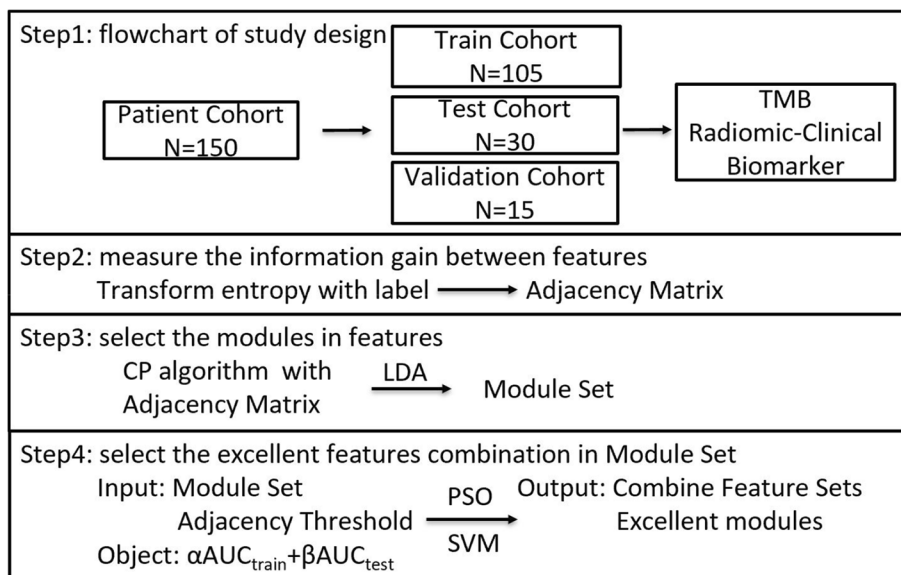 Step1: flowchart of study design
Patient Cohort
N=150
Train Cohort
N=105
Test Cohort
N=30
Validation Cohort
N=15
TMB
Radiomic-Clinical
Biomarker
Step2: measure the information gain between features
Transform entropy with label
Adjacency Matrix
Step3: select the modules in features
CP algorithm with
Adjacency Matrix
LDA
Module Set
Step4: select the excellent features combination in Module Set
Input: Module Set
Adjacency Threshold
Object: αAUCtrain+βAUCtest
PSO
SVM
Output: Combine Feature Sets
Excellent modules